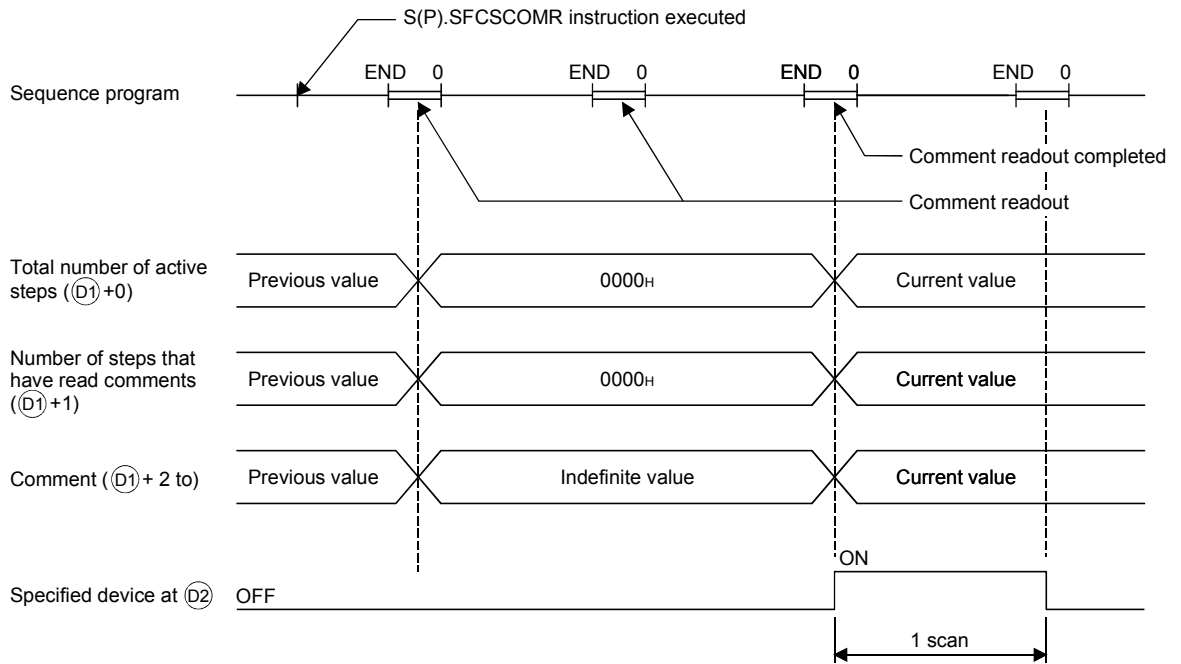 S(P).SFCSCOMR instruction executed
END 0 END 0 END 0 END 0
Sequence program
Comment readout completed
Comment readout
Total number of active
steps (D1+0)
Previous value 0000H Current value
Number of steps that
have read comments
(D1+1)
Previous value 0000H Current value
Comment (D1+ 2 to)
Previous value Indefinite value Current value
ON
Specified device at D2 OFF
1 scan